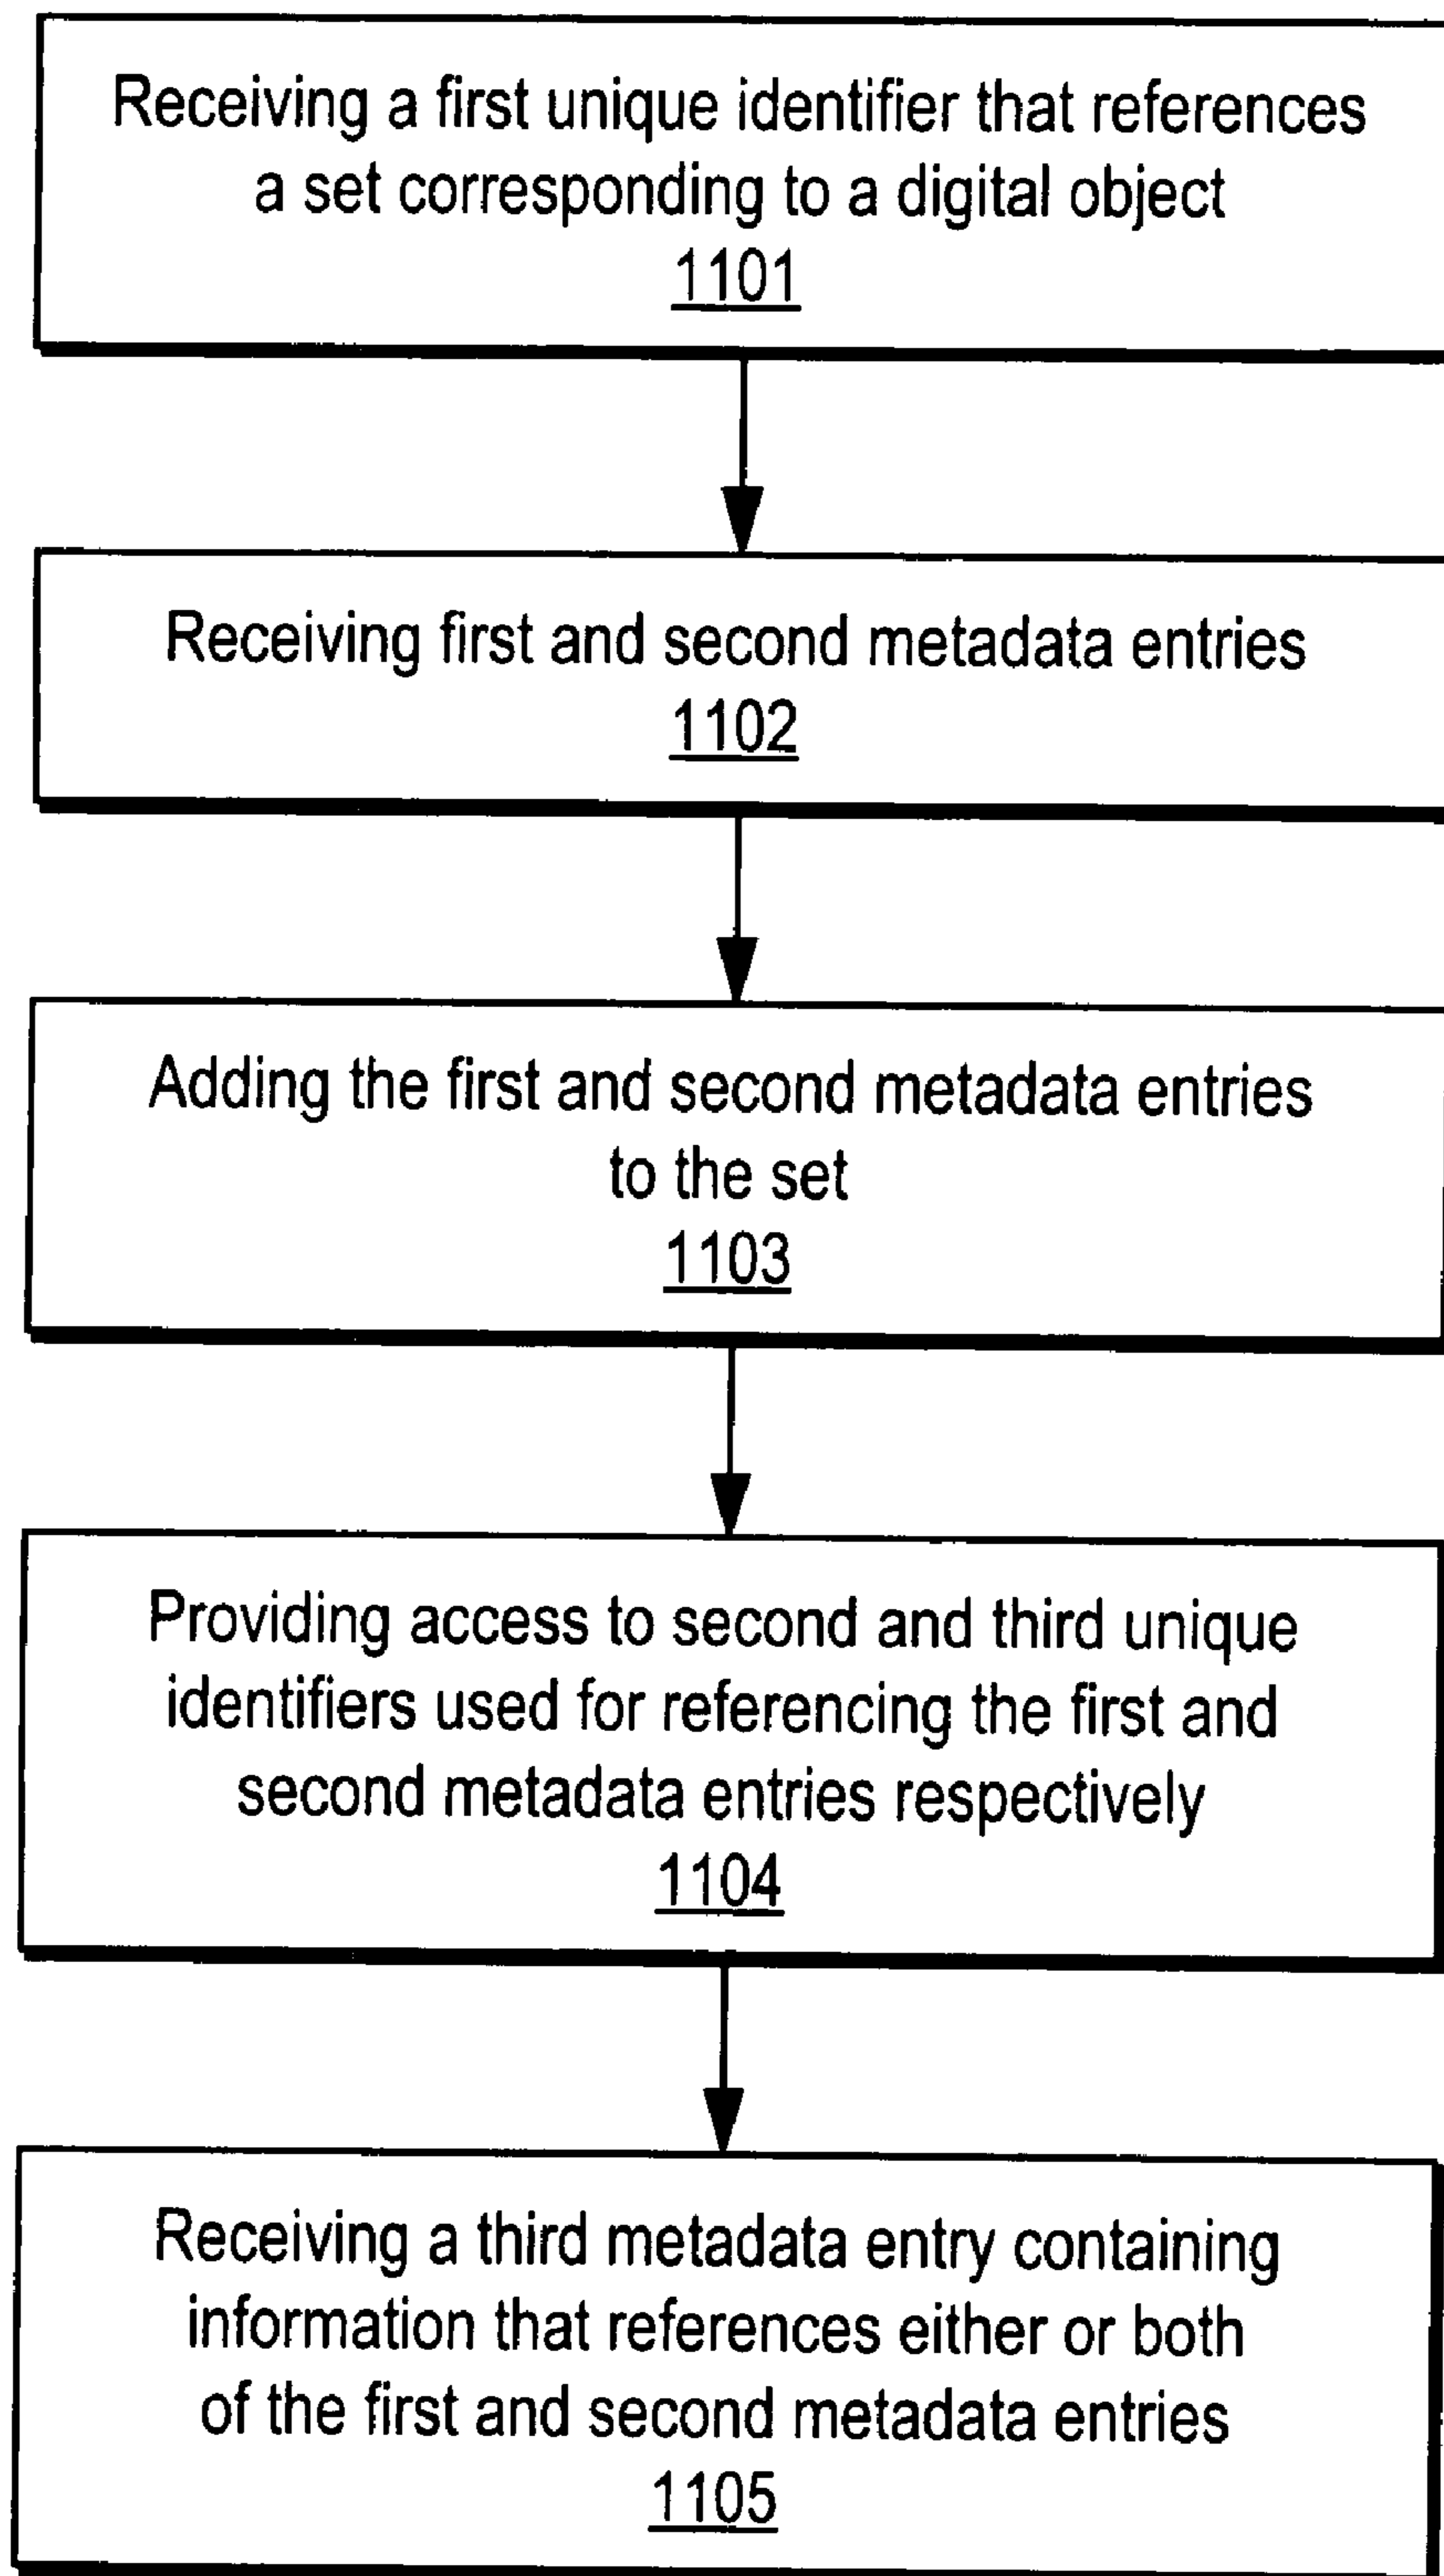 Receiving a first unique identifier that references
a set corresponding to a digital object
1101
Receiving first and second metadata entries
1102
Adding the first and second metadata entries
to the set
1103
Providing access to second and third unique
identifiers used for referencing the first and
second metadata entries respectively
1104
Receiving a third metadata entry containing
information that references either or both
of the first and second metadata entries
1105